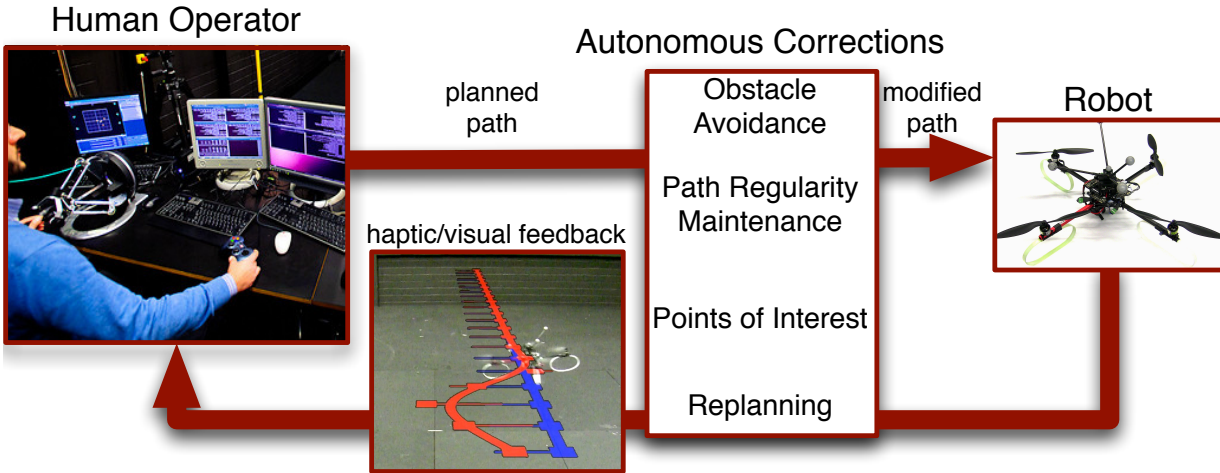 Human Operator
Autonomous Corrections
planned
path
Obstacle
Avoidance
modified
path
Robot
Path Regularity
Maintenance
haptic/visual feedback
Points of Interest
Replanning